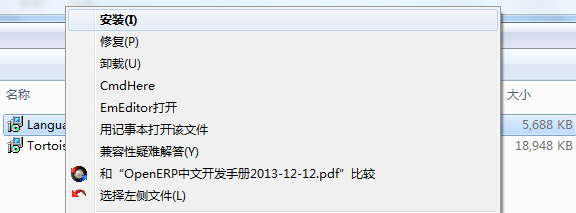 安装(I)
修复(P)
卸载(U)
CmdHere
EmEditor打开
用记事本打开该文件
兼容性疑难解答(Y)
和“OpenERP中文开发手册2013-12-12.pdf”比较
选择左侧文件(L)
名称
大小
Langua
5,688 KB
Tortois
18,948 KB